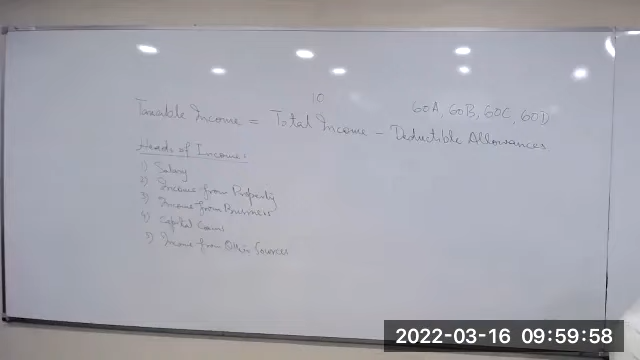 10
60A, 60B, 60C, 60D
Taxable Income = Total Income - Deductible Allowances
Heads of Income:
1) Salary
2) Income from Property
3) Income from Business
4) Capital Gains
5) Income from Other Sources
2022-03-16 09:59:58